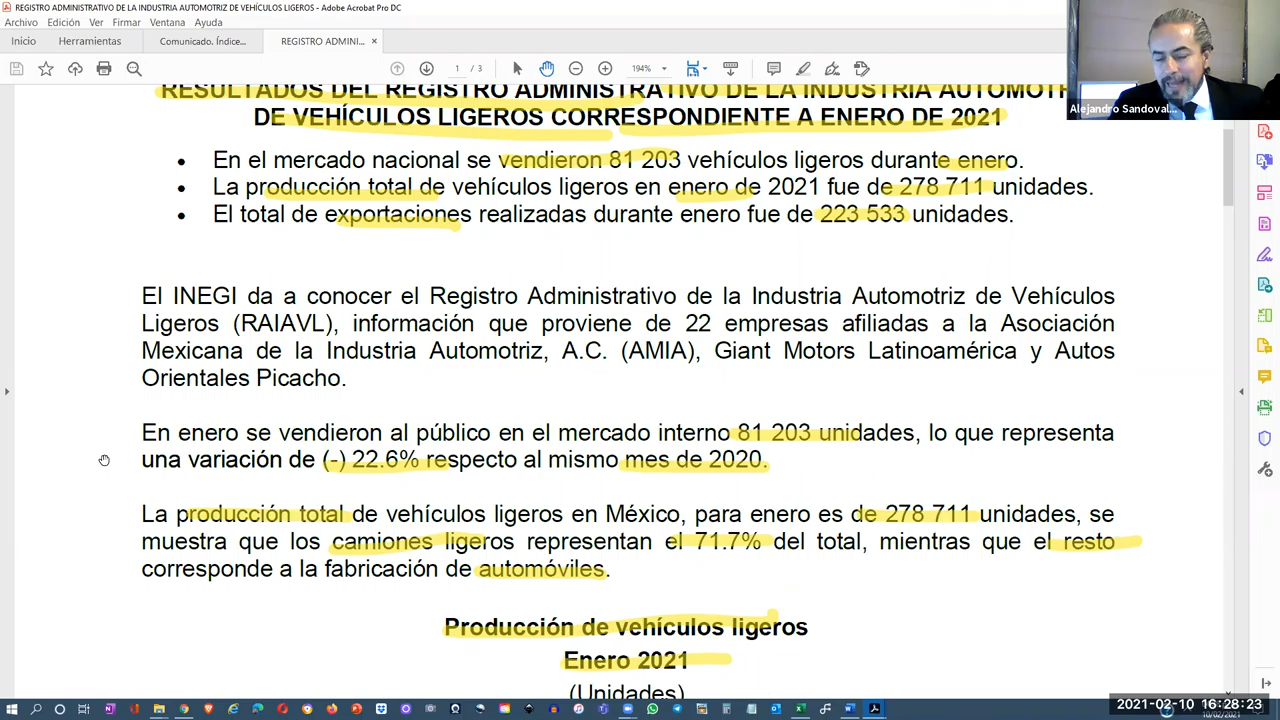 REGISTRO ADMINISTRATIVO DE LA INDUSTRIA AUTOMOTRIZ DE VEHÍCULOS LIGEROS - Adobe Acrobat Pro DC
Archivo Edición Ver Firmar Ventana Ayuda
Inicio Herramientas Comunicado. Índice... REGISTRO ADMINI... ×
1 / 3 194%
Alejandro Sandoval...
RESULTADOS DEL REGISTRO ADMINISTRATIVO DE LA INDUSTRIA AUTOMOTR
DE VEHÍCULOS LIGEROS CORRESPONDIENTE A ENERO DE 2021
• En el mercado nacional se vendieron 81 203 vehículos ligeros durante enero.
• La producción total de vehículos ligeros en enero de 2021 fue de 278 711 unidades.
• El total de exportaciones realizadas durante enero fue de 223 533 unidades.
El INEGI da a conocer el Registro Administrativo de la Industria Automotriz de Vehículos
Ligeros (RAIAVL), información que proviene de 22 empresas afiliadas a la Asociación
Mexicana de la Industria Automotriz, A.C. (AMIA), Giant Motors Latinoamérica y Autos
Orientales Picacho.
En enero se vendieron al público en el mercado interno 81 203 unidades, lo que representa
una variación de (-) 22.6% respecto al mismo mes de 2020.
La producción total de vehículos ligeros en México, para enero es de 278 711 unidades, se
muestra que los camiones ligeros representan el 71.7% del total, mientras que el resto
corresponde a la fabricación de automóviles.
Producción de vehículos ligeros
Enero 2021
(Unidades)
2021-02-10 16:28:23
10/02/2021